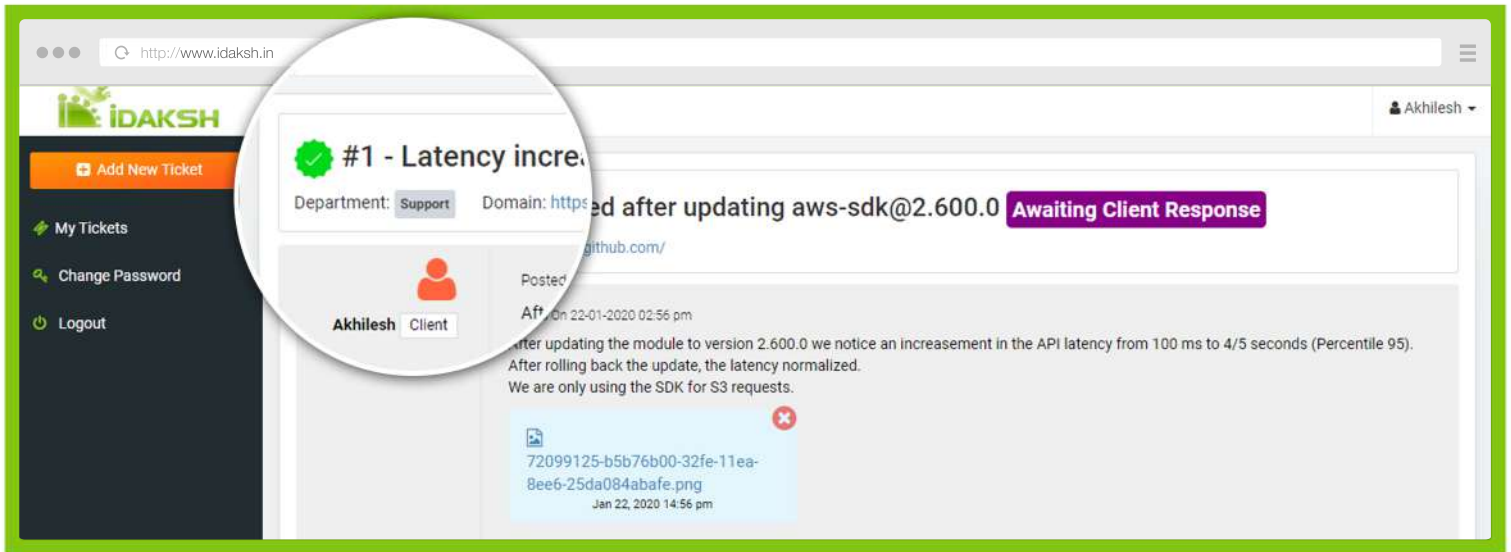 http://www.idaksh.in
iDAKSH
Akhilesh
Add New Ticket
My Tickets
Change Password
Logout
#1 - Latency increa
ed after updating aws-sdk@2.600.0 Awaiting Client Response
Department: Support Domain: https
github.com/
Akhilesh Client
Posted
On 22-01-2020 02:56 pm
Aft
After updating the module to version 2.600.0 we notice an increasement in the API latency from 100 ms to 4/5 seconds (Percentile 95).
After rolling back the update, the latency normalized.
We are only using the SDK for S3 requests.
72099125-b5b76b00-32fe-11ea-
8ee6-25da084abafe.png
Jan 22, 2020 14:56 pm